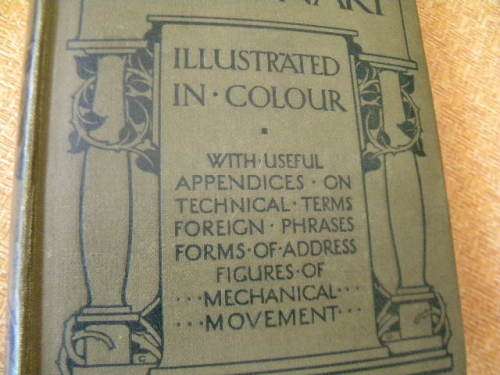 ILLUSTRATED
IN · COLOUR
▪
WITH · USEFUL
APPENDICES · ON
TECHNICAL · TERMS
FOREIGN · PHRASES
FORMS · OF · ADDRESS
FIGURES · OF
··· MECHANICAL ···
··· MOVEMENT ···